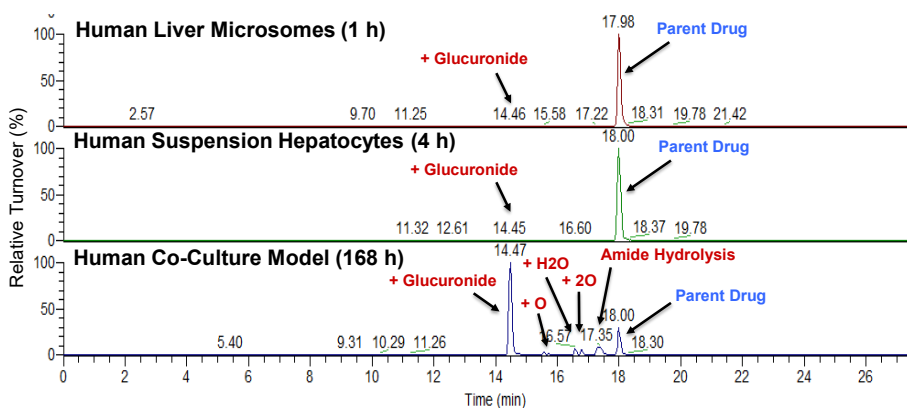 Human Liver Microsomes (1 h)
17.98
Parent Drug
+ Glucuronide
100
50
0
2.57 9.70 11.25 14.46 15.58 17.22 18.31 19.78 21.42
Human Suspension Hepatocytes (4 h)
18.00
Parent Drug
+ Glucuronide
100
50
0
11.32 12.61 14.45 16.60 18.37 19.78
Human Co-Culture Model (168 h)
14.47
+ Glucuronide
+ O
+ H2O
+ 2O
Amide Hydrolysis
Parent Drug
100
50
0
5.40 9.31 10.29 11.26 16.57 17.35 18.00 18.30
0 2 4 6 8 10 12 14 16 18 20 22 24 26
Time (min)
Relative Turnover (%)